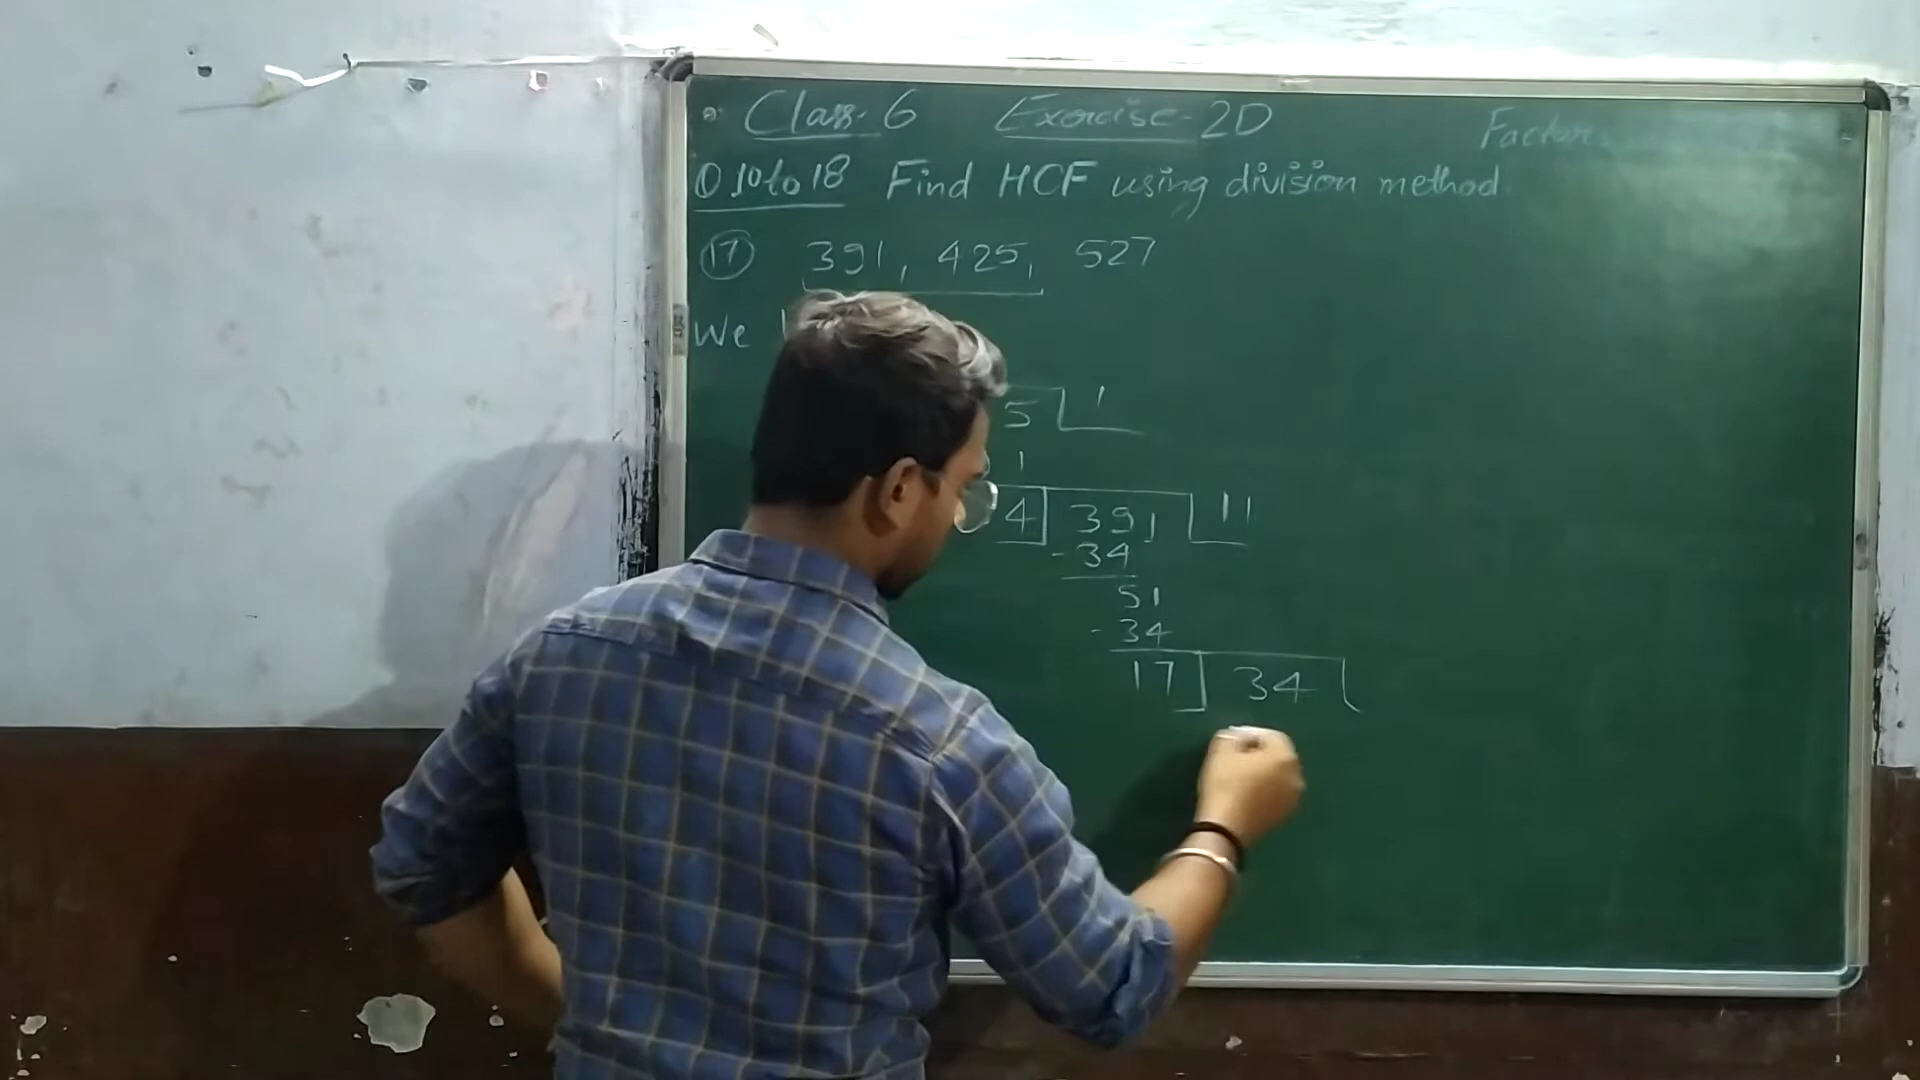 Class-6 Exercise-2D
Factor
Q 10 to 18 Find HCF using division method
17 391, 425, 527
We
5 1
1
4 391 11
-34
51
-34
17 34